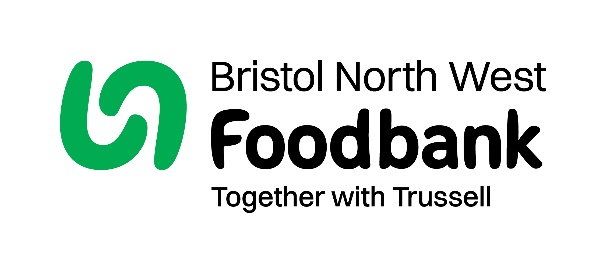 Bristol North West
Foodbank
Together with Trussell